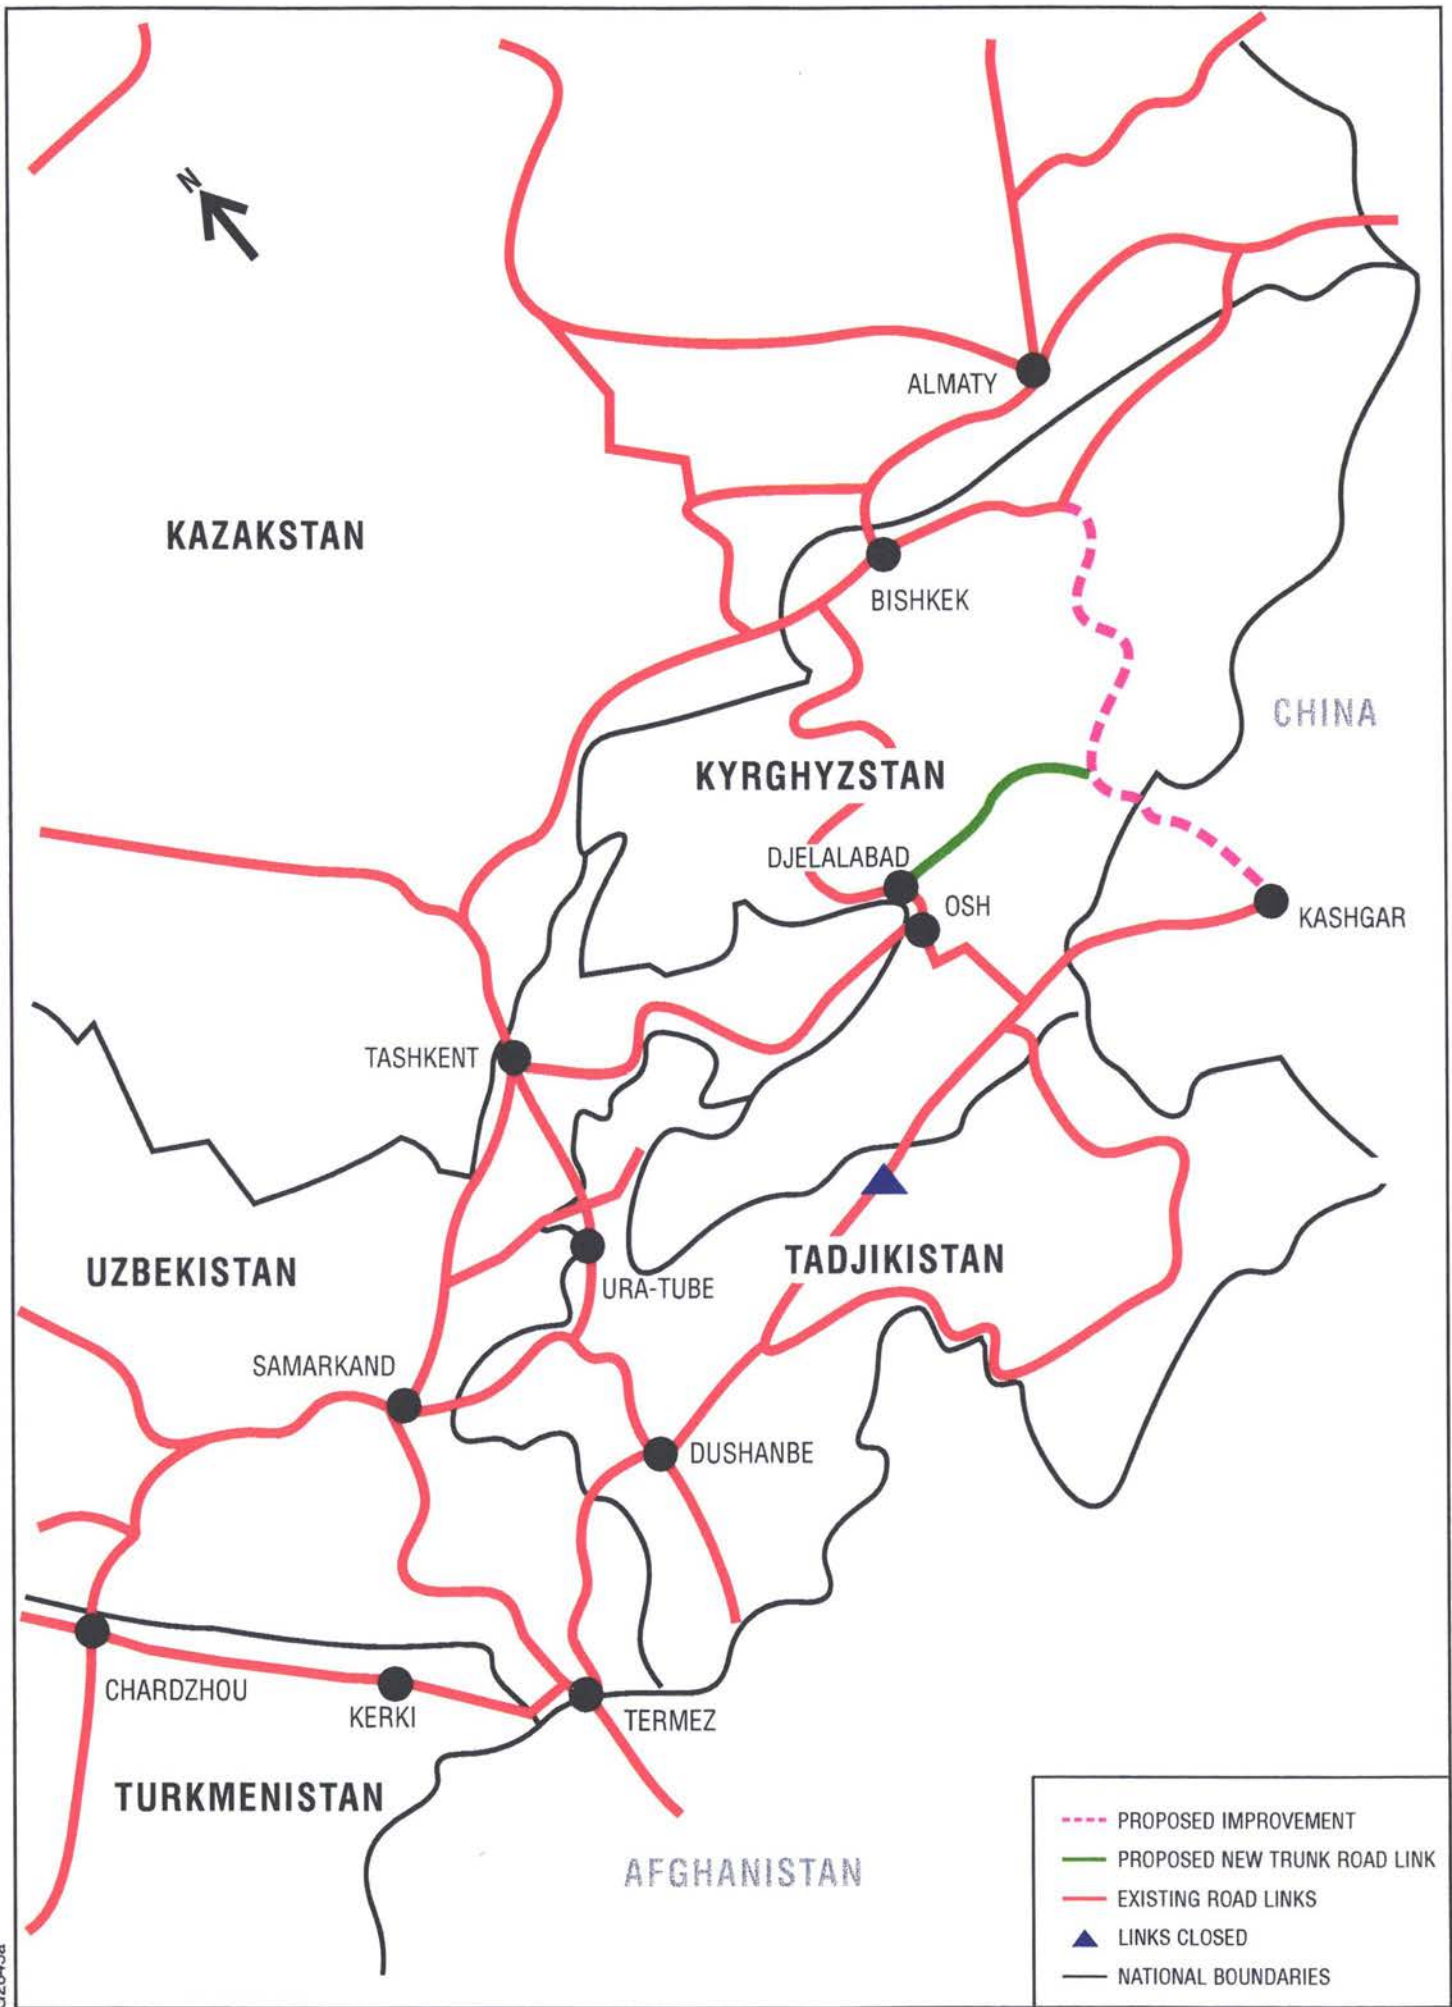 N
ALMATY
KAZAKSTAN
BISHKEK
CHINA
KYRGHYZSTAN
DJELALABAD
OSH
KASHGAR
TASHKENT
UZBEKISTAN
TADJIKISTAN
URA-TUBE
SAMARKAND
DUSHANBE
CHARDZHOU
KERKI
TERMEZ
TURKMENISTAN
AFGHANISTAN
PROPOSED IMPROVEMENT
PROPOSED NEW TRUNK ROAD LINK
EXISTING ROAD LINKS
LINKS CLOSED
NATIONAL BOUNDARIES